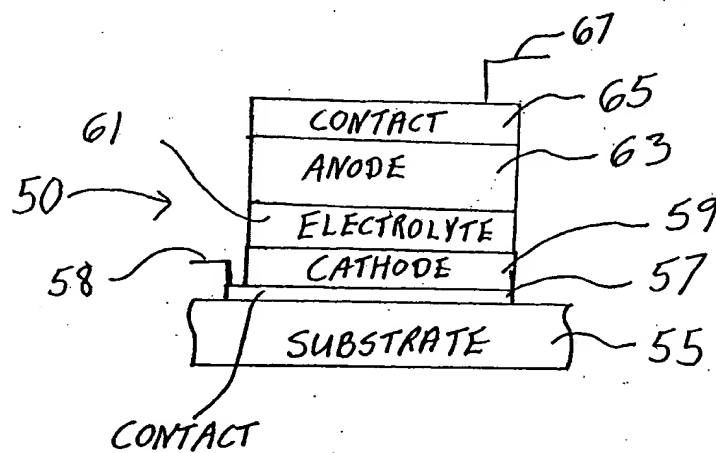 67
CONTACT
65
61
ANODE
63
50
ELECTROLYTE
59
58
CATHODE
57
SUBSTRATE
55
CONTACT